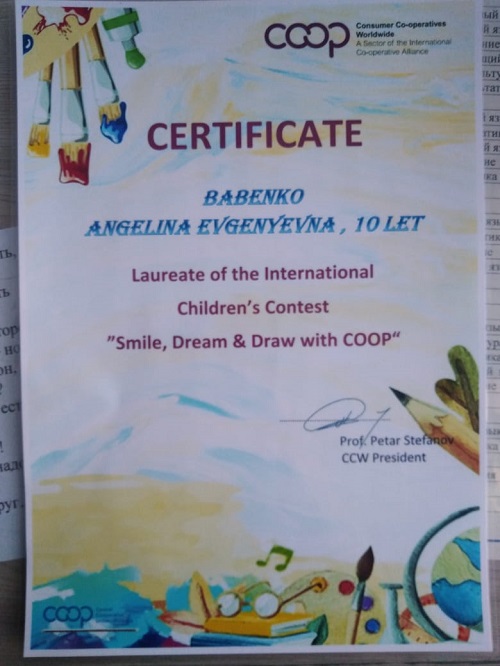 coop
Consumer Co-operatives
Worldwide
A Sector of the International
Co-operative Alliance
CERTIFICATE
BABENKO
ANGELINA EVGENYEVNA , 10 LET
Laureate of the International
Children's Contest
"Smile, Dream & Draw with COOP"
Prof. Petar Stefanov
CCW President
coop